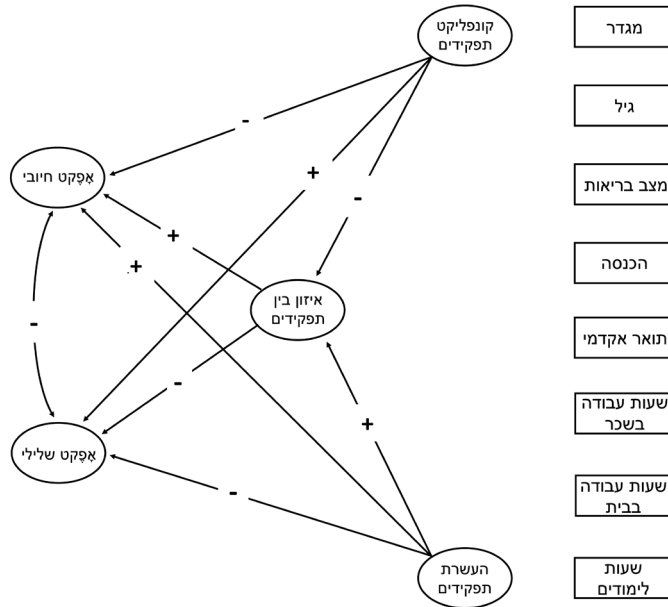 קונפליקט
תפקידים
מגדר
גיל
-
+
-
אָפֶקט חיובי
מצב בריאות
+
+
הכנסה
איזון בין
תפקידים
-
תואר אקדמי
-
+
שעות עבודה
בשכר
אָפֶקט שלילי
-
שעות עבודה
בבית
העשרת
תפקידים
שעות
לימודים